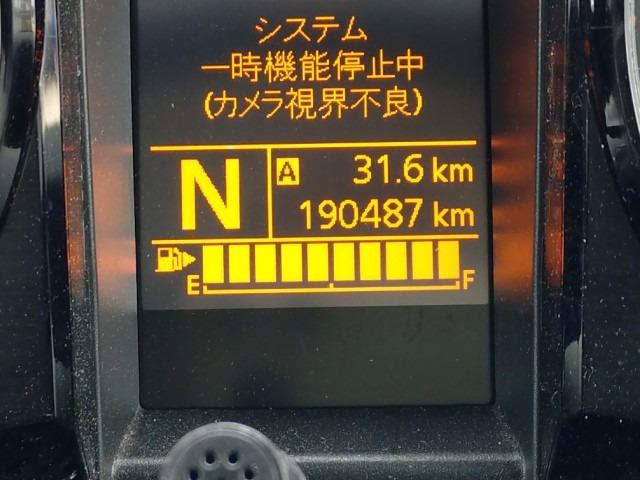 システム
一時機能停止中
(カメラ視界不良)
N
A 31.6 km
190487 km
E F